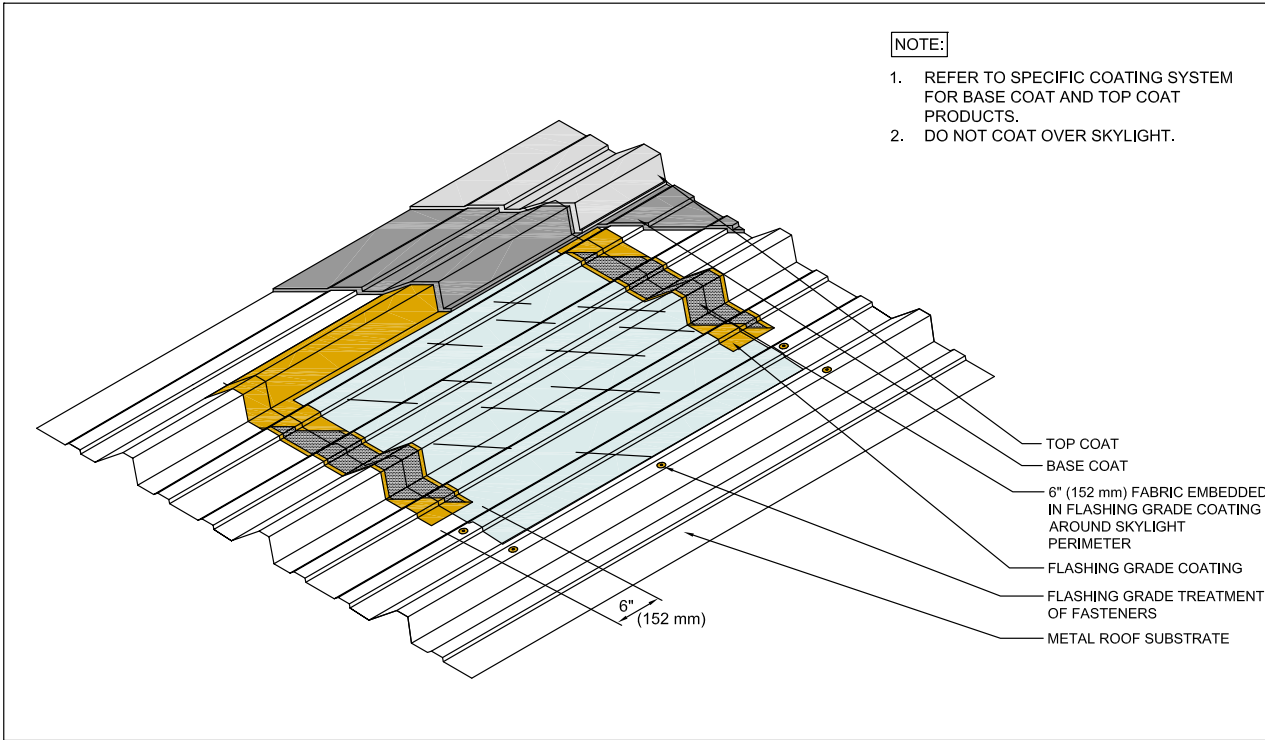 NOTE:
1. REFER TO SPECIFIC COATING SYSTEM
FOR BASE COAT AND TOP COAT
PRODUCTS.
2. DO NOT COAT OVER SKYLIGHT.
TOP COAT
BASE COAT
6" (152 mm) FABRIC EMBEDDED
IN FLASHING GRADE COATING
AROUND SKYLIGHT
PERIMETER
FLASHING GRADE COATING
FLASHING GRADE TREATMENT
OF FASTENERS
METAL ROOF SUBSTRATE
6"
(152 mm)